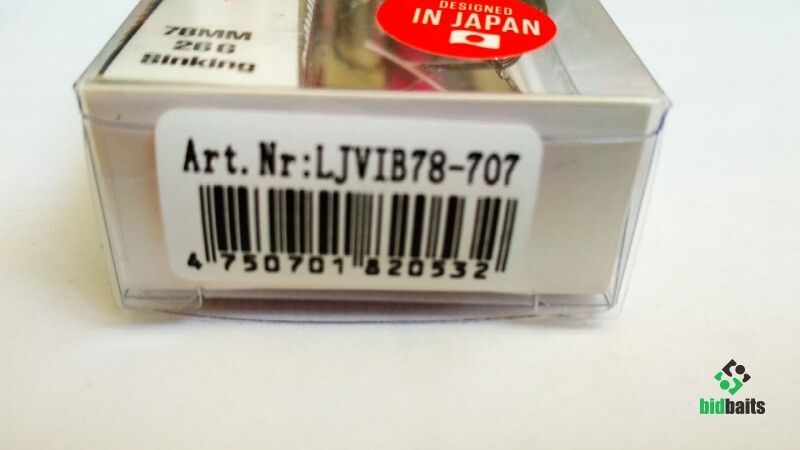 DESIGNED
IN JAPAN
78MM
26 G
Sinking
Art.Nr:LJVIB78-707
4 750701 820532
bidbaits